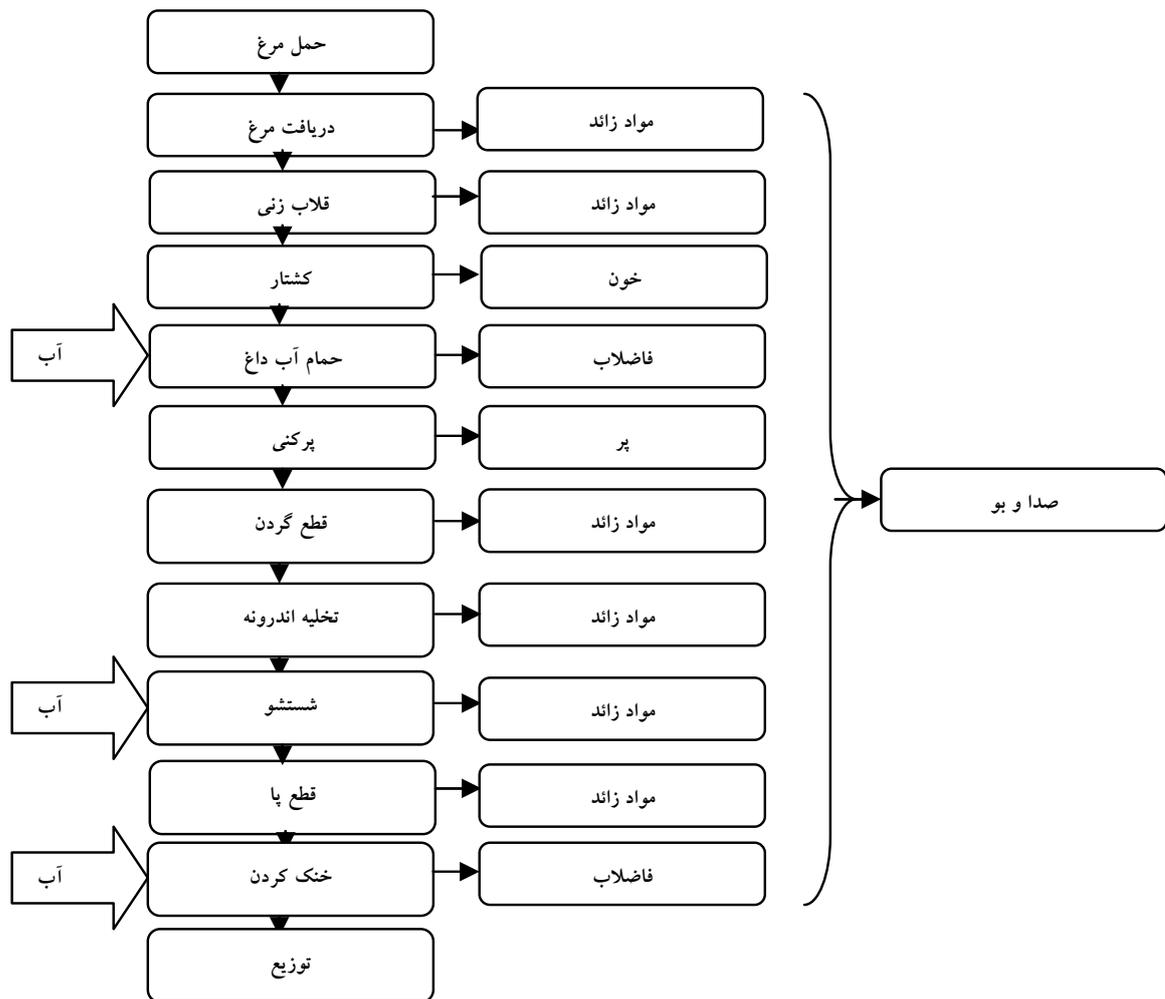 حمل مرغ
دریافت مرغ
مواد زائد
قلاب زنی
مواد زائد
کشتار
خون
آب
حمام آب داغ
فاضلاب
پرکنی
پر
صدا و بو
قطع گردن
مواد زائد
تخلیه اندرونه
مواد زائد
آب
شستشو
مواد زائد
قطع پا
مواد زائد
آب
خنک کردن
فاضلاب
توزیع